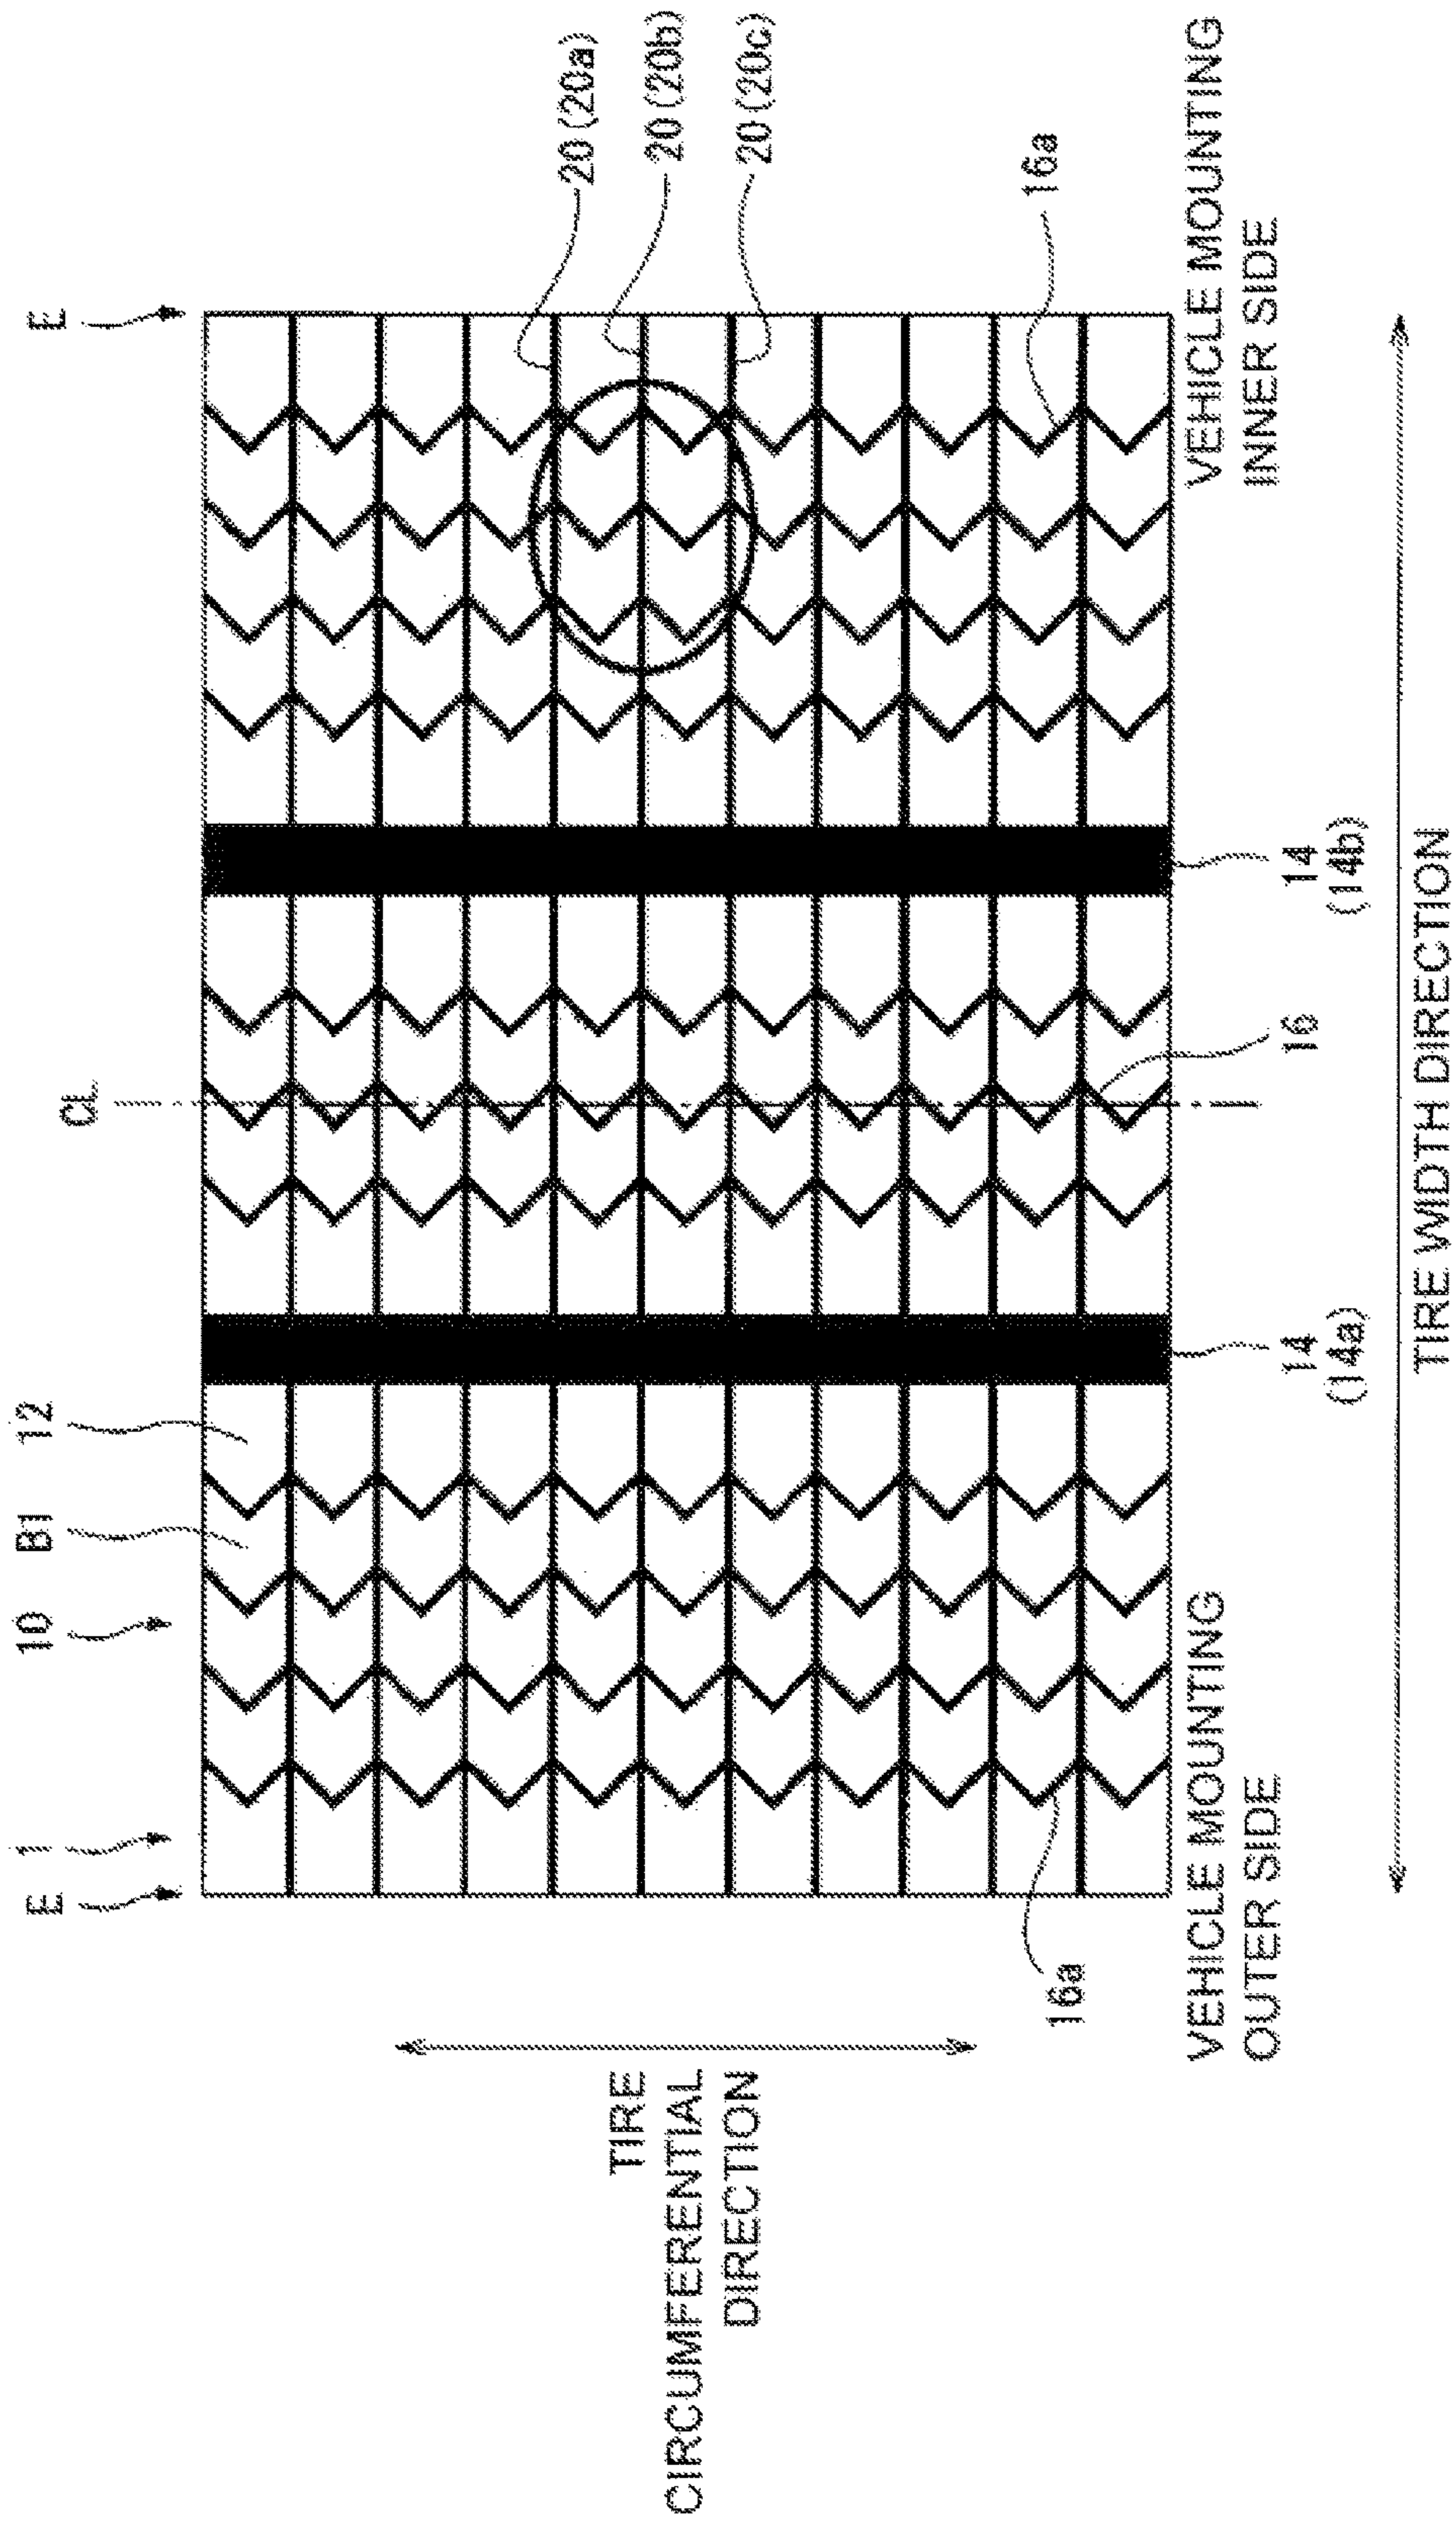 E
1
10
B1
12
CL
E
20(20a)
20(20b)
20(20c)
16a
TIRE
CIRCUMFERENTIAL
DIRECTION
16a
VEHICLE MOUNTING
OUTER SIDE
14
(14a)
16
14
(14b)
VEHICLE MOUNTING
INNER SIDE
TIRE WIDTH DIRECTION